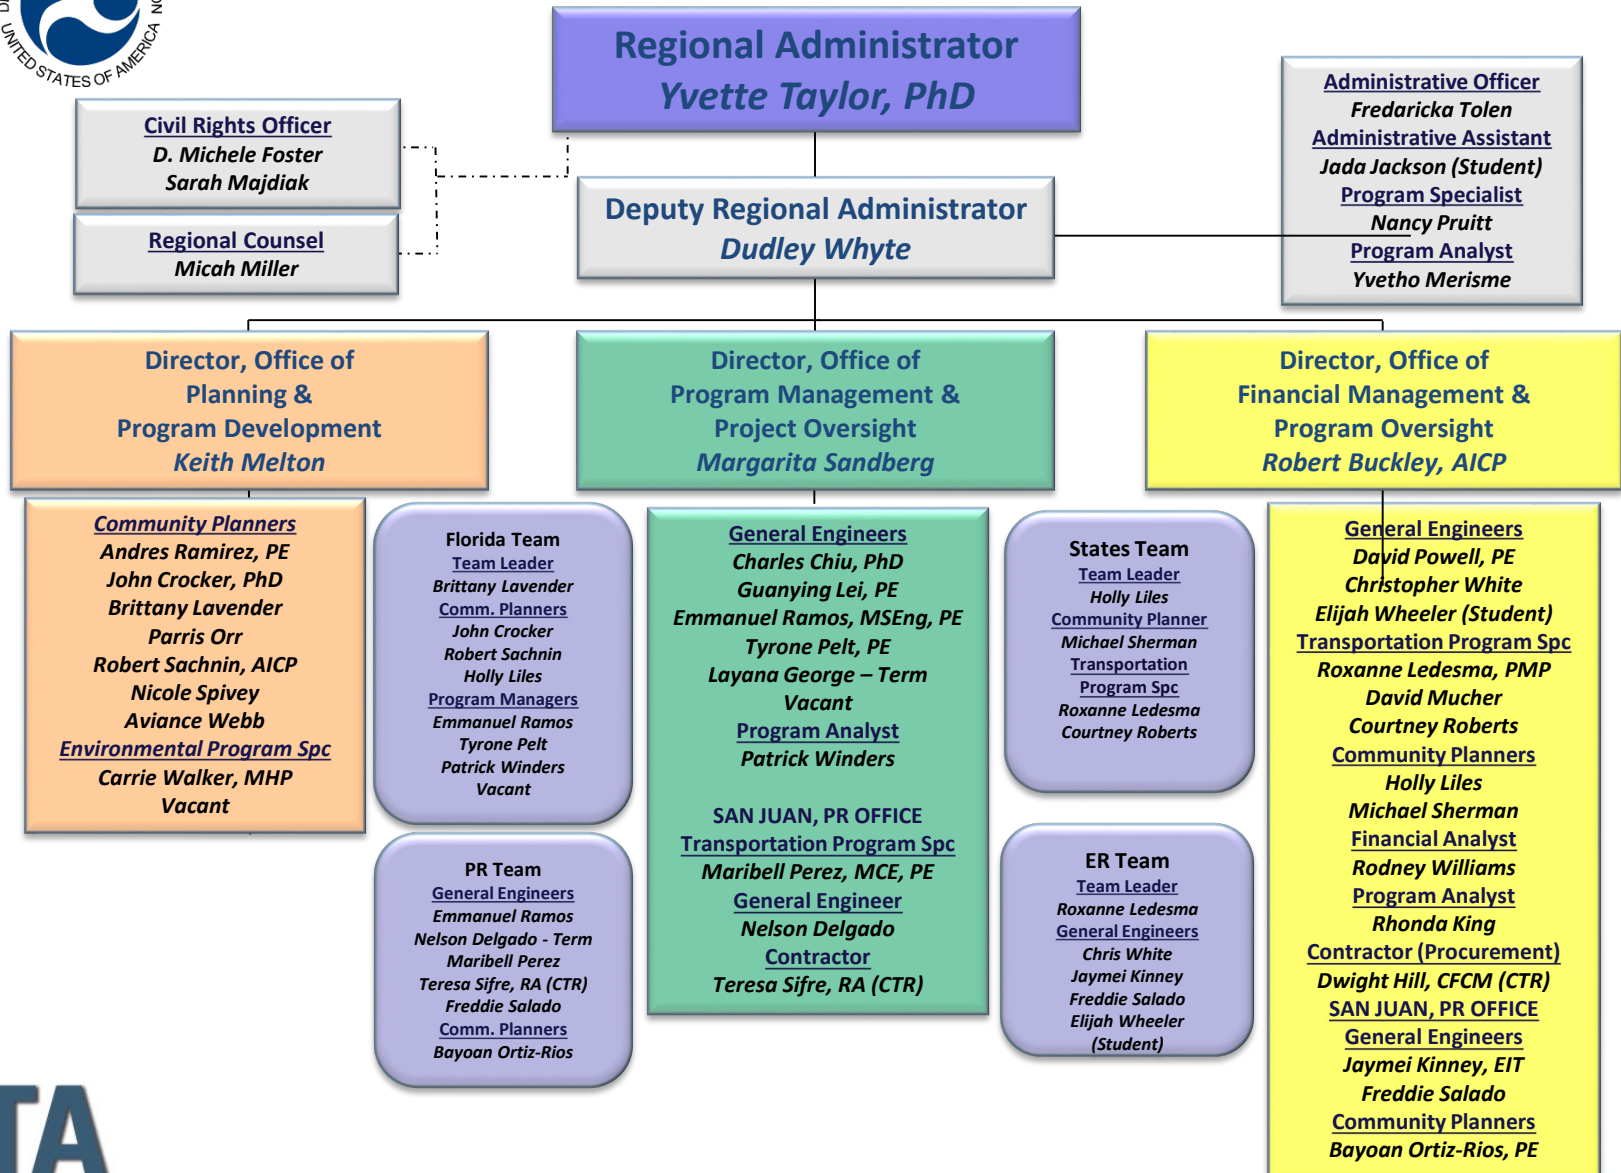 UNITED STATES OF AMERICA
Regional Administrator
Yvette Taylor, PhD
Civil Rights Officer
D. Michele Foster
Sarah Majdiak
Regional Counsel
Micah Miller
Deputy Regional Administrator
Dudley Whyte
Administrative Officer
Fredaricka Tolen
Administrative Assistant
Jada Jackson (Student)
Program Specialist
Nancy Pruitt
Program Analyst
Yvetho Merisme
Director, Office of
Planning &
Program Development
Keith Melton
Director, Office of
Program Management &
Project Oversight
Margarita Sandberg
Director, Office of
Financial Management &
Program Oversight
Robert Buckley, AICP
Community Planners
Andres Ramirez, PE
John Crocker, PhD
Brittany Lavender
Parris Orr
Robert Sachnin, AICP
Nicole Spivey
Aviance Webb
Environmental Program Spc
Carrie Walker, MHP
Vacant
Florida Team
Team Leader
Brittany Lavender
Comm. Planners
John Crocker
Robert Sachnin
Holly Liles
Program Managers
Emmanuel Ramos
Tyrone Pelt
Patrick Winders
Vacant
PR Team
General Engineers
Emmanuel Ramos
Nelson Delgado - Term
Maribell Perez
Teresa Sifre, RA (CTR)
Freddie Salado
Comm. Planners
Bayoan Ortiz-Rios
General Engineers
Charles Chiu, PhD
Guanying Lei, PE
Emmanuel Ramos, MSEng, PE
Tyrone Pelt, PE
Layana George – Term
Vacant
Program Analyst
Patrick Winders
SAN JUAN, PR OFFICE
Transportation Program Spc
Maribell Perez, MCE, PE
General Engineer
Nelson Delgado
Contractor
Teresa Sifre, RA (CTR)
States Team
Team Leader
Holly Liles
Community Planner
Michael Sherman
Transportation
Program Spc
Roxanne Ledesma
Courtney Roberts
ER Team
Team Leader
Roxanne Ledesma
General Engineers
Chris White
Jaymei Kinney
Freddie Salado
Elijah Wheeler
(Student)
General Engineers
David Powell, PE
Christopher White
Elijah Wheeler (Student)
Transportation Program Spc
Roxanne Ledesma, PMP
David Mucher
Courtney Roberts
Community Planners
Holly Liles
Michael Sherman
Financial Analyst
Rodney Williams
Program Analyst
Rhonda King
Contractor (Procurement)
Dwight Hill, CFCM (CTR)
SAN JUAN, PR OFFICE
General Engineers
Jaymei Kinney, EIT
Freddie Salado
Community Planners
Bayoan Ortiz-Rios, PE
TA